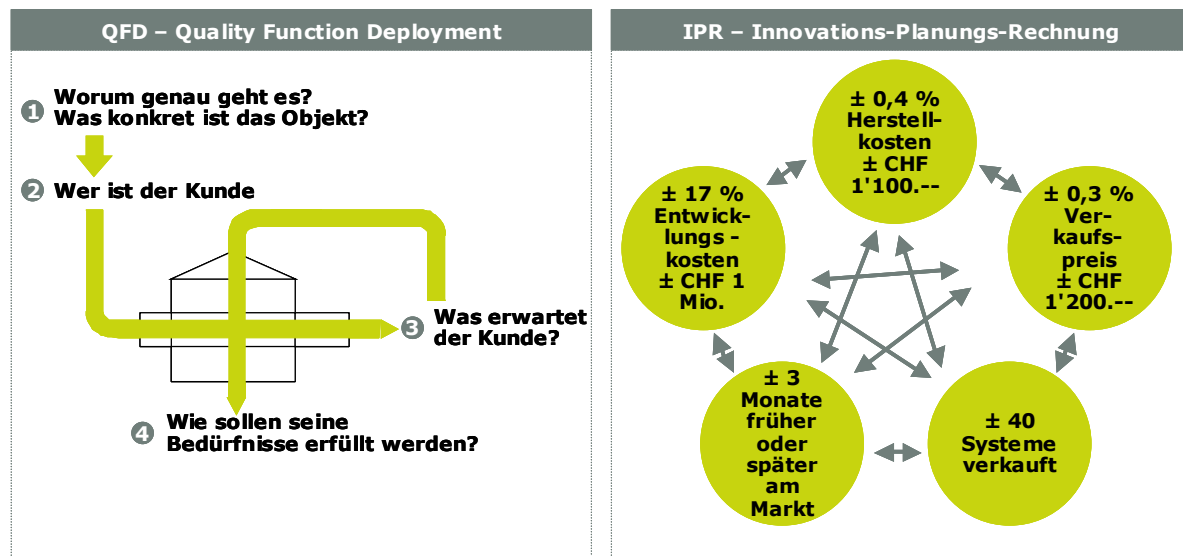 QFD – Quality Function Deployment
1
Worum genau geht es?
Was konkret ist das Objekt?
2
Wer ist der Kunde
3
Was erwartet
der Kunde?
4
Wie sollen seine
Bedürfnisse erfüllt werden?
IPR – Innovations-Planungs-Rechnung
± 0,4 %
Herstell-
kosten
± CHF
1'100.--
± 17 %
Entwick-
lungs -
kosten
± CHF 1
Mio.
± 0,3 %
Ver-
kaufs-
preis
± CHF
1'200.--
± 3
Monate
früher
oder
später
am
Markt
± 40
Systeme
verkauft